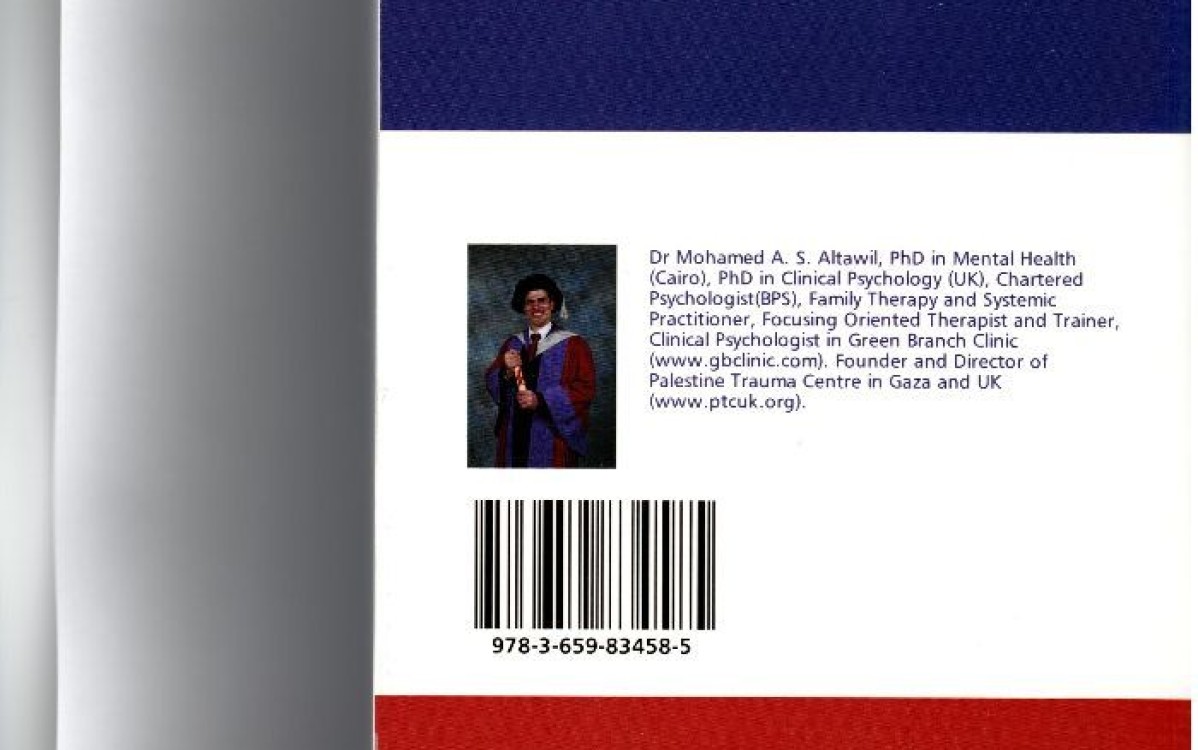 Dr Mohamed A. S. Altawil, PhD in Mental Health
(Cairo), PhD in Clinical Psychology (UK), Chartered
Psychologist(BPS), Family Therapy and Systemic
Practitioner, Focusing Oriented Therapist and Trainer,
Clinical Psychologist in Green Branch Clinic
(www.gbclinic.com). Founder and Director of
Palestine Trauma Centre in Gaza and UK
(www.ptcuk.org).
978-3-659-83458-5